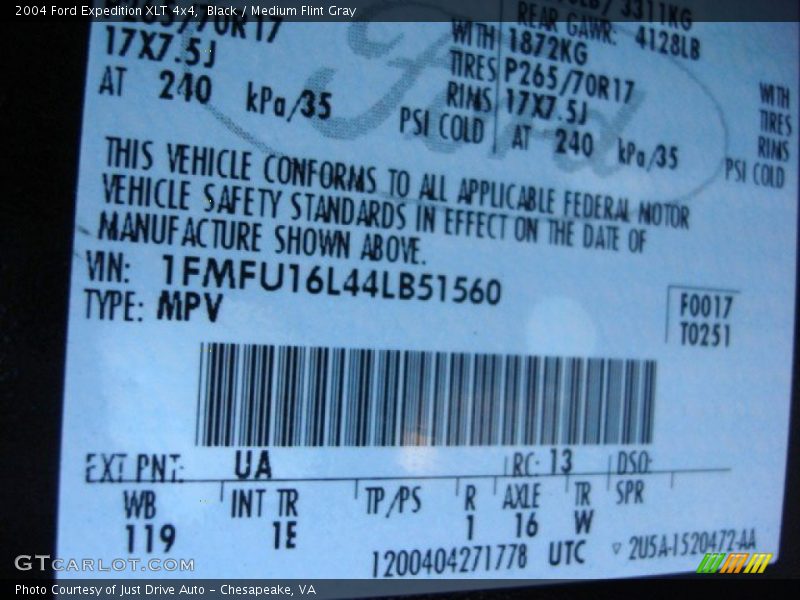 2004 Ford Expedition XLT 4x4, Black / Medium Flint Gray
3311KG
REAR GAWR: 4128LB
WITH 1872KG WITH
17X7.5J TIRES P265/70R17 TIRES
AT 240 kPa/35 RIMS 17X7.5J RIMS
PSI COLD AT 240 kPa/35 PSI COLD
Ford
THIS VEHICLE CONFORMS TO ALL APPLICABLE FEDERAL MOTOR
VEHICLE SAFETY STANDARDS IN EFFECT ON THE DATE OF
MANUFACTURE SHOWN ABOVE.
VIN: 1FMFU16L44LB51560
TYPE: MPV
F0017
T0251
EXT PNT: UA RC: 13 DSO:
WB INT TR TP/PS R AXLE TR SPR
119 1E 1 16 W
1200404271778 UTC ▽ 2U5A-1520472-AA
GTCarLot.com
Photo Courtesy of Just Drive Auto - Chesapeake, VA